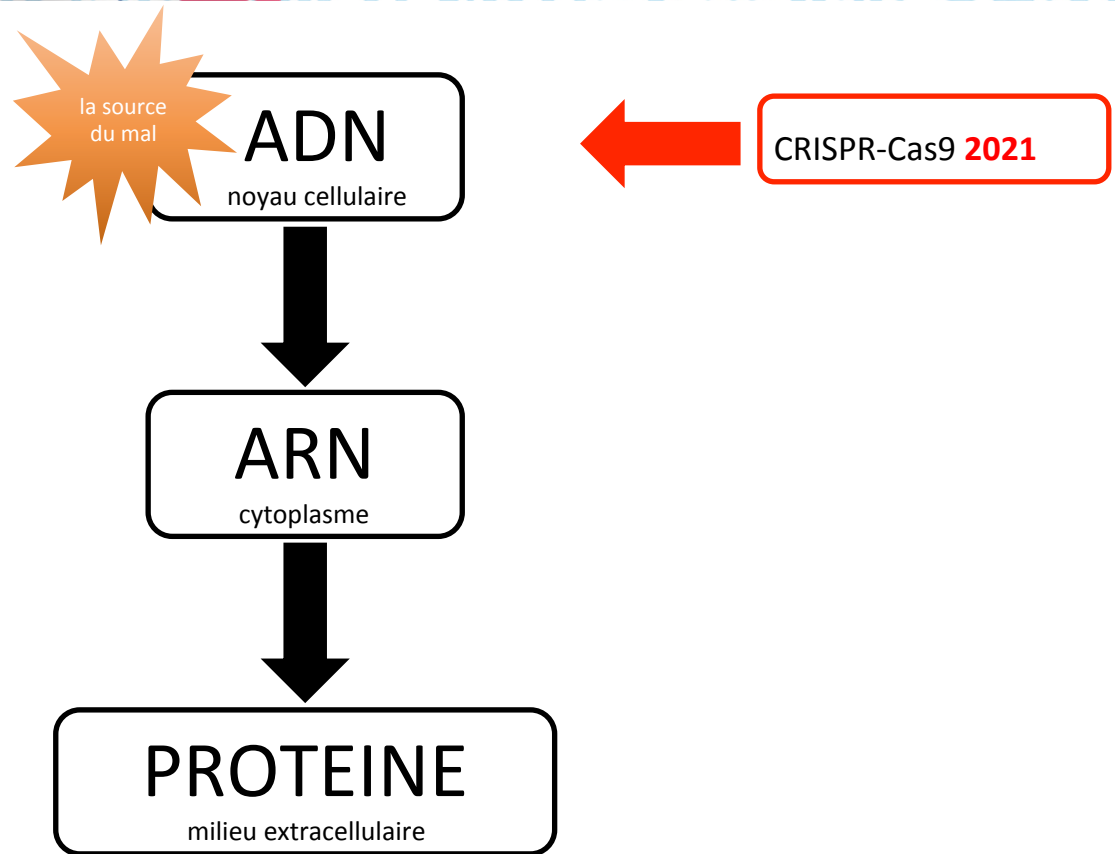 la source
du mal
ADN
noyau cellulaire
CRISPR-Cas9 2021
ARN
cytoplasme
PROTEINE
milieu extracellulaire